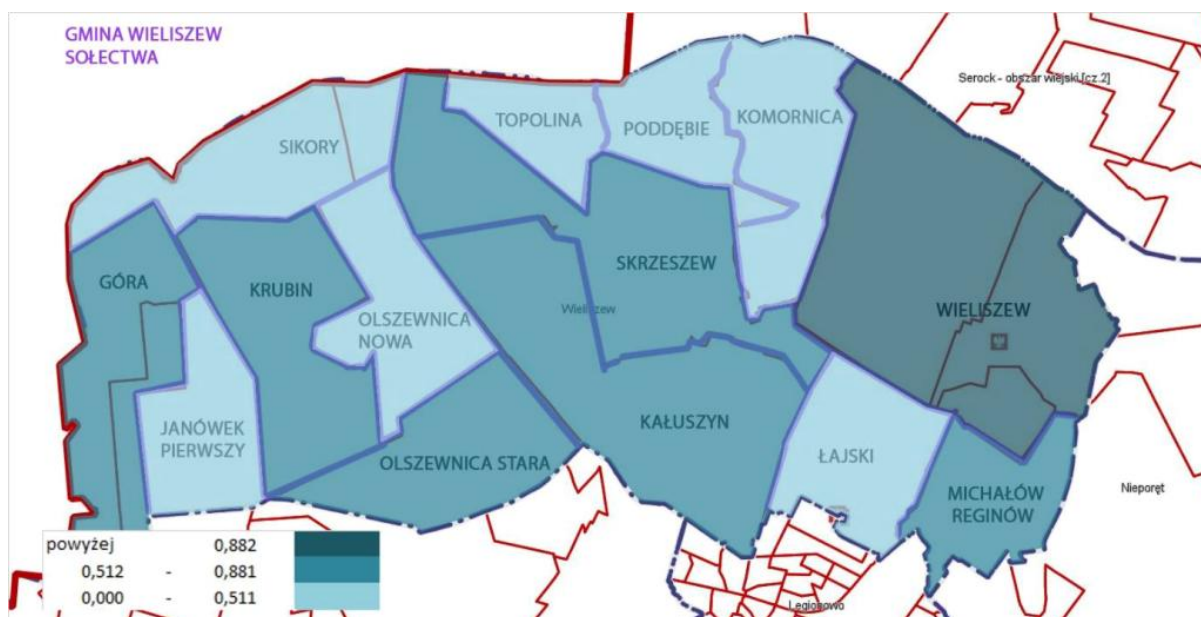 GMINA WIELISZEW
SOŁECTWA
Serock - obszar wiejski [cz.2]
TOPOLINA
PODDĘBIE
KOMORNICA
SIKORY
GÓRA
KRUBIN
SKRZESZEW
Wieliszew
WIELISZEW
OLSZEWNICA
NOWA
JANÓWEK
PIERWSZY
KAŁUSZYN
OLSZEWNICA STARA
ŁAJSKI
MICHAŁÓW
REGINÓW
Nieporęt
Legionowo
powyżej 0,882
0,512 - 0,881
0,000 - 0,511